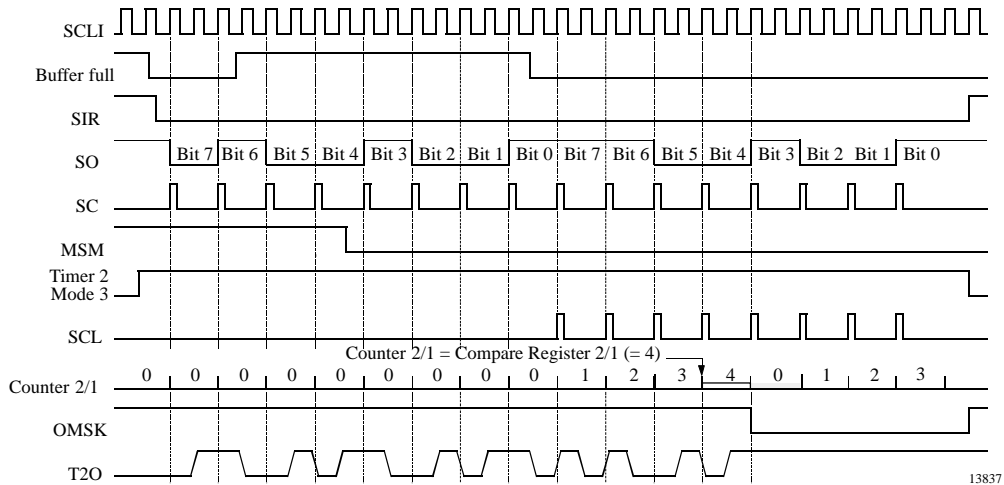 SCLI
Buffer full
SIR
SO
Bit 7 Bit 6 Bit 5 Bit 4 Bit 3 Bit 2 Bit 1 Bit 0 Bit 7 Bit 6 Bit 5 Bit 4 Bit 3 Bit 2 Bit 1 Bit 0
SC
MSM
Timer 2
Mode 3
SCL
Counter 2/1 = Compare Register 2/1 (= 4)
0 0 0 0 0 0 0 0 0 1 2 3 4 0 1 2 3
Counter 2/1
OMSK
T2O
13837